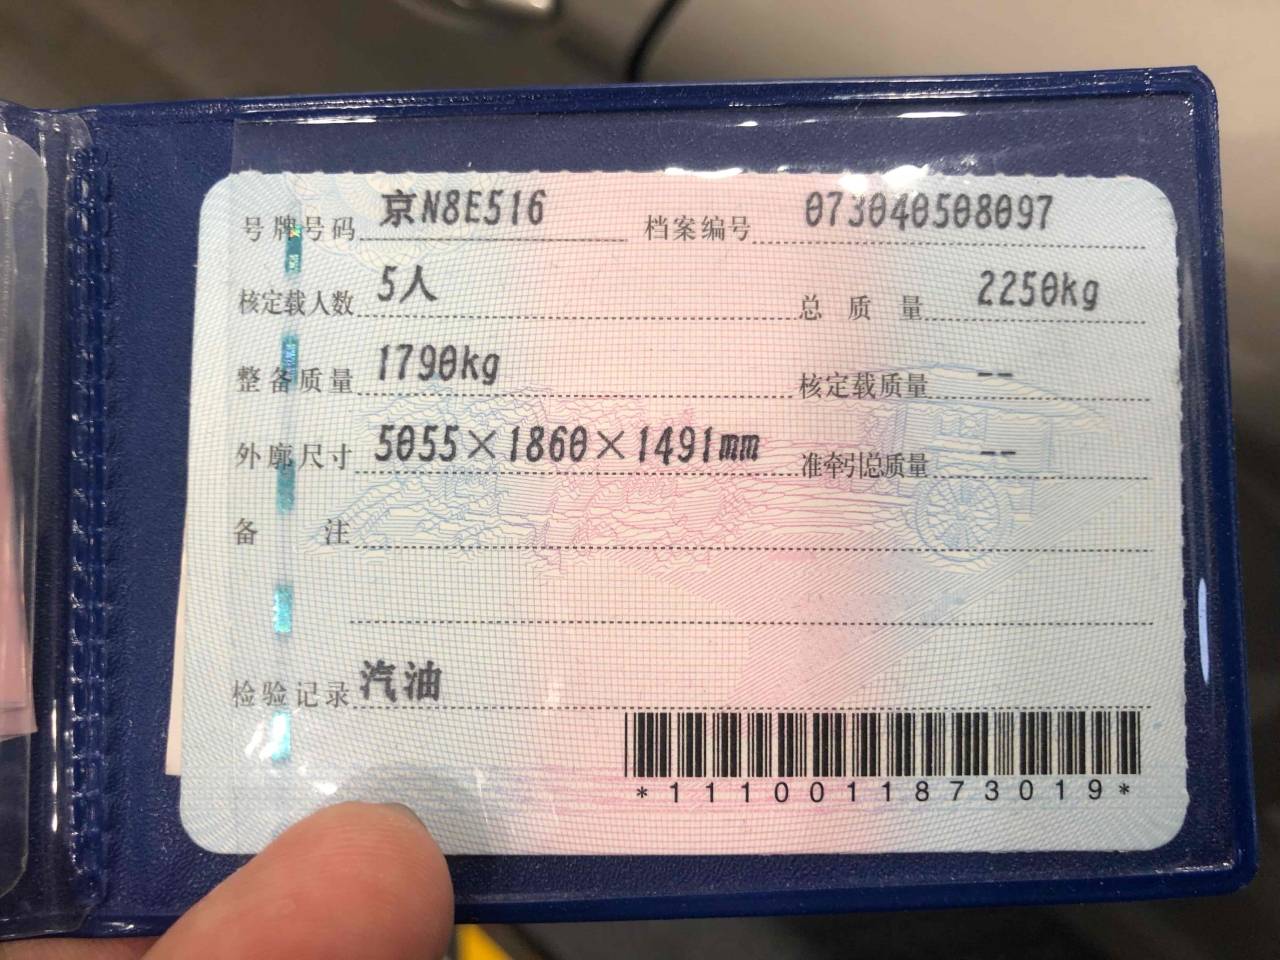 号牌号码 京N8E516 档案编号 073040508097
核定载人数 5人 总质量 2250kg
整备质量 1790kg 核定载质量 --
外廓尺寸 5055×1860×1491mm 准牵引总质量 --
备注
检验记录 汽油
*1110011873019*